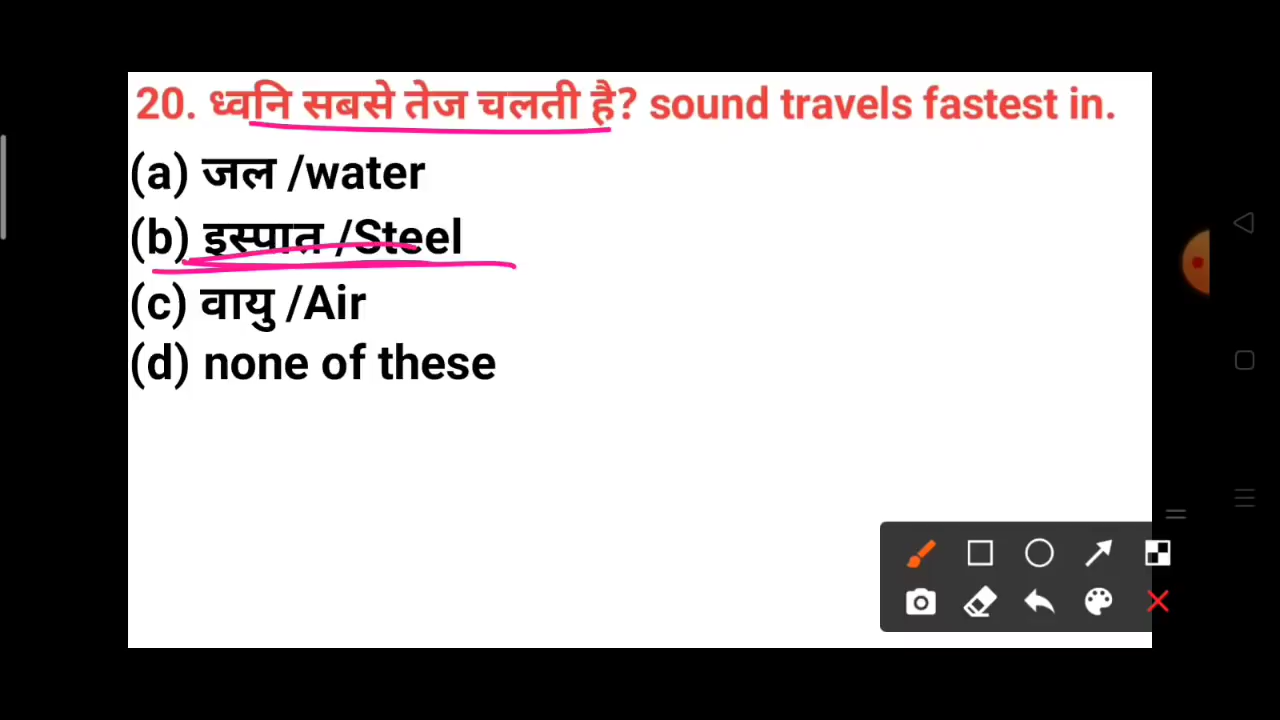 20. ध्वनि सबसे तेज चलती है? sound travels fastest in.
(a) जल /water
(b) इस्पात /Steel
(c) वायु /Air
(d) none of these